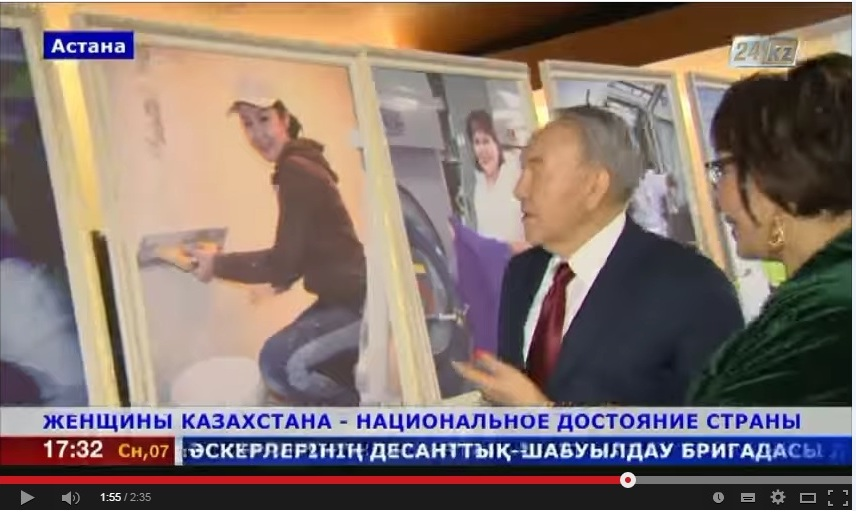 Астана
24kz
ЖЕНЩИНЫ КАЗАХСТАНА - НАЦИОНАЛЬНОЕ ДОСТОЯНИЕ СТРАНЫ
17:32 Сн,07 ӘСКЕРЛЕРІНІҢ ДЕСАНТТЫҚ-ШАБУЫЛДАУ БРИГАДАСЫ
1:55 / 2:35